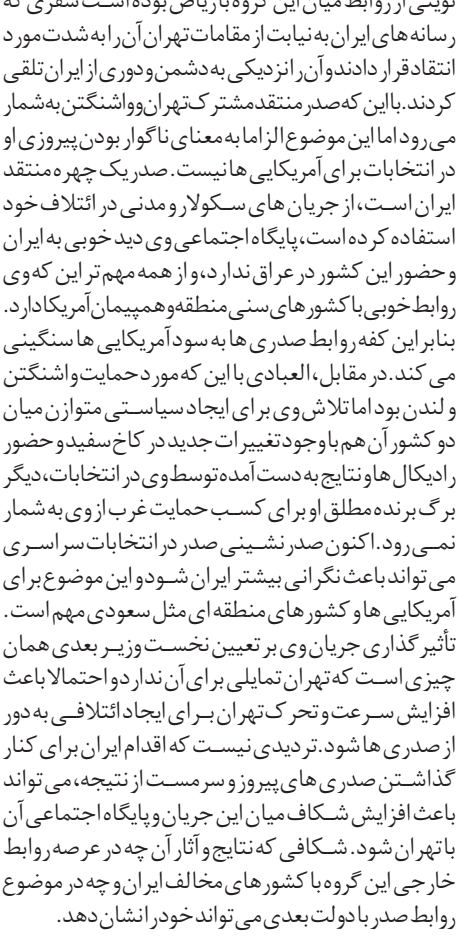 نوینی از روابط میان این گروه با ریاض بوده است سفری که
رسانه های ایران به نیابت از مقامات تهران آن را به شدت مورد
انتقاد قرار دادند و آن را نزدیکی به دشمن و دوری از ایران تلقی
کردند. با این که صدر منتقد مشترک تهران و واشنگتن به شمار
می رود اما این موضوع الزاما به معنای ناگوار بودن پیروزی او
در انتخابات برای آمریکایی ها نیست. صدر یک چهره منتقد
ایران است، از جریان های سکولار و مدنی در ائتلاف خود
استفاده کرده است، پایگاه اجتماعی وی دید خوبی به ایران
و حضور این کشور در عراق ندارد، و از همه مهم تر این که وی
روابط خوبی با کشورهای سنی منطقه و همپیمان آمریکا دارد.
بنابراین کفه روابط صدری ها به سود آمریکایی ها سنگینی
می کند. در مقابل، العبادی با این که مورد حمایت واشنگتن
و لندن بود اما تلاش وی برای ایجاد سیاستی متوازن میان
دو کشور آن هم با وجود تغییرات جدید در کاخ سفید و حضور
رادیکال ها و نتایج به دست آمده توسط وی در انتخابات، دیگر
برگ برنده مطلق او برای کسب حمایت غرب از وی به شمار
نمی رود. اکنون صدرنشینی صدر در انتخابات سراسری
می تواند باعث نگرانی بیشتر ایران شود و این موضوع برای
آمریکایی ها و کشورهای منطقه ای مثل سعودی مهم است.
تأثیرگذاری جریان وی بر تعیین نخست وزیر بعدی همان
چیزی است که تهران تمایلی برای آن ندارد و احتمالا باعث
افزایش سرعت و تحرک تهران برای ایجاد ائتلافی به دور
از صدری ها شود. تردیدی نیست که اقدام ایران برای کنار
گذاشتن صدری های پیروز و سرمست از نتیجه، می تواند
باعث افزایش شکاف میان این جریان و پایگاه اجتماعی آن
با تهران شود. شکافی که نتایج و آثار آن چه در عرصه روابط
خارجی این گروه با کشورهای مخالف ایران و چه در موضوع
روابط صدر با دولت بعدی می تواند خود را نشان دهد.